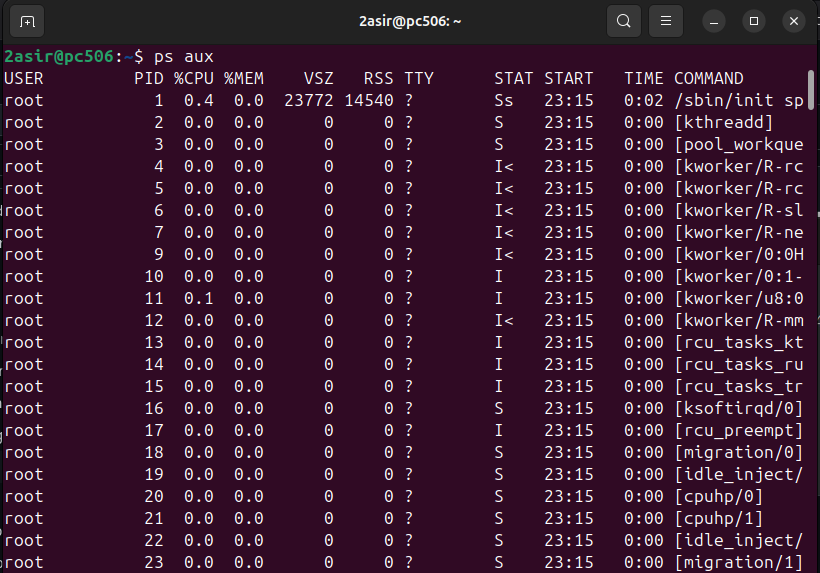 2asir@pc506: ~
2asir@pc506:~$ ps aux
USER         PID %CPU %MEM    VSZ   RSS TTY      STAT START   TIME COMMAND
root           1  0.4  0.0  23772 14540 ?        Ss   23:15   0:02 /sbin/init sp
root           2  0.0  0.0      0     0 ?        S    23:15   0:00 [kthreadd]
root           3  0.0  0.0      0     0 ?        S    23:15   0:00 [pool_workque
root           4  0.0  0.0      0     0 ?        I<   23:15   0:00 [kworker/R-rc
root           5  0.0  0.0      0     0 ?        I<   23:15   0:00 [kworker/R-rc
root           6  0.0  0.0      0     0 ?        I<   23:15   0:00 [kworker/R-sl
root           7  0.0  0.0      0     0 ?        I<   23:15   0:00 [kworker/R-ne
root           9  0.0  0.0      0     0 ?        I<   23:15   0:00 [kworker/0:0H
root          10  0.0  0.0      0     0 ?        I    23:15   0:00 [kworker/0:1-
root          11  0.1  0.0      0     0 ?        I    23:15   0:00 [kworker/u8:0
root          12  0.0  0.0      0     0 ?        I<   23:15   0:00 [kworker/R-mm
root          13  0.0  0.0      0     0 ?        I    23:15   0:00 [rcu_tasks_kt
root          14  0.0  0.0      0     0 ?        I    23:15   0:00 [rcu_tasks_ru
root          15  0.0  0.0      0     0 ?        I    23:15   0:00 [rcu_tasks_tr
root          16  0.0  0.0      0     0 ?        S    23:15   0:00 [ksoftirqd/0]
root          17  0.0  0.0      0     0 ?        I    23:15   0:00 [rcu_preempt]
root          18  0.0  0.0      0     0 ?        S    23:15   0:00 [migration/0]
root          19  0.0  0.0      0     0 ?        S    23:15   0:00 [idle_inject/
root          20  0.0  0.0      0     0 ?        S    23:15   0:00 [cpuhp/0]
root          21  0.0  0.0      0     0 ?        S    23:15   0:00 [cpuhp/1]
root          22  0.0  0.0      0     0 ?        S    23:15   0:00 [idle_inject/
root          23  0.0  0.0      0     0 ?        S    23:15   0:00 [migration/1]